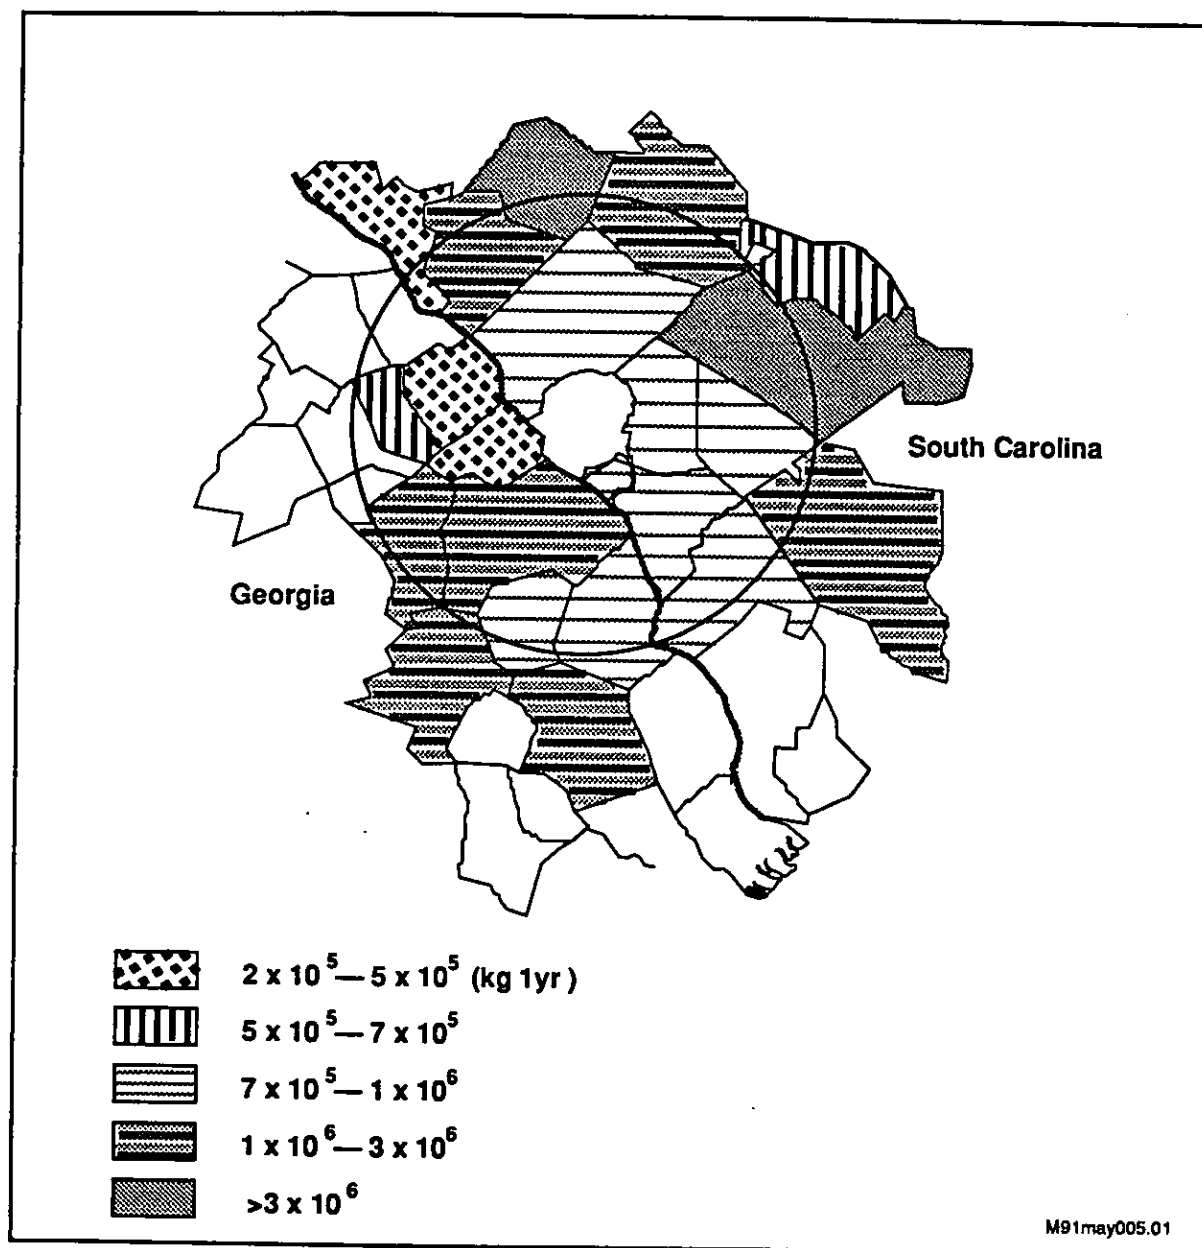 South Carolina
Georgia
2 x 10⁵— 5 x 10⁵ (kg 1yr )
5 x 10⁵— 7 x 10⁵
7 x 10⁵— 1 x 10⁶
1 x 10⁶— 3 x 10⁶
>3 x 10⁶
M91may005.01